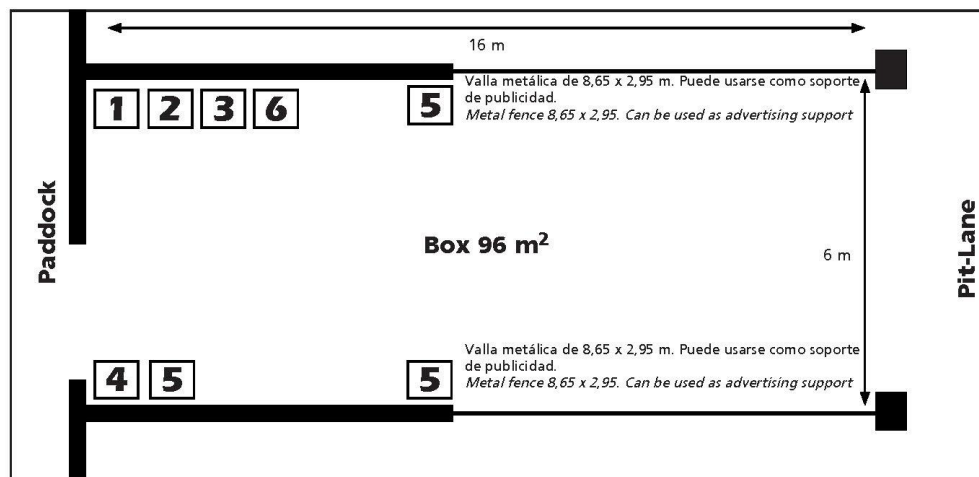 16 m
Valla metálica de 8,65 x 2,95 m. Puede usarse como soporte
de publicidad.
Metal fence 8,65 x 2,95. Can be used as advertising support
1 2 3 6 5
Paddock
Box 96 m²
6 m
Pit-Lane
Valla metálica de 8,65 x 2,95 m. Puede usarse como soporte
de publicidad.
Metal fence 8,65 x 2,95. Can be used as advertising support
4 5 5